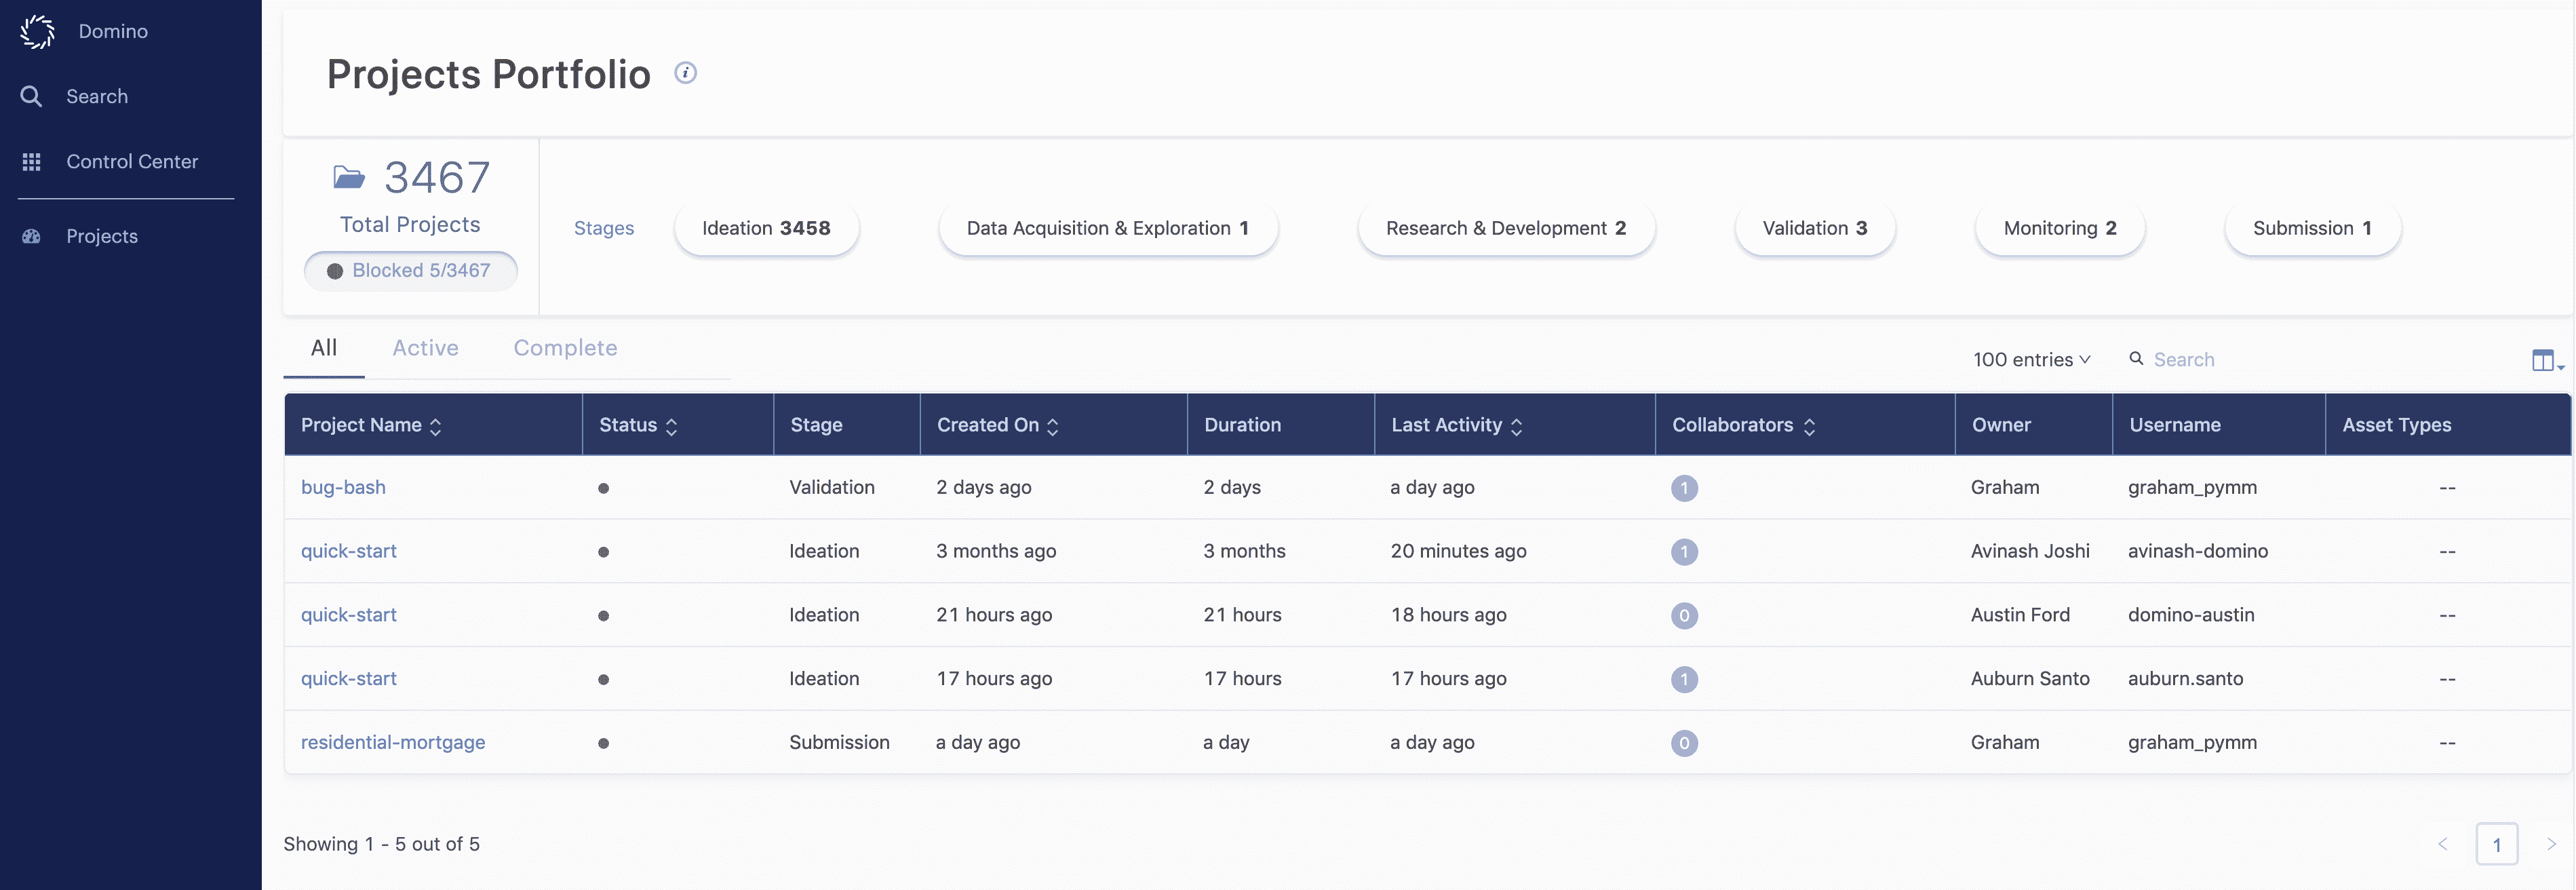 Domino
Search
Control Center
Projects
Projects Portfolio i
3467
Total Projects
Blocked 5/3467
Stages Ideation 3458 Data Acquisition & Exploration 1 Research & Development 2 Validation 3 Monitoring 2 Submission 1
All Active Complete
100 entries Search
Project Name Status Stage Created On Duration Last Activity Collaborators Owner Username Asset Types
bug-bash Validation 2 days ago 2 days a day ago 1 Graham graham_pymm --
quick-start Ideation 3 months ago 3 months 20 minutes ago 1 Avinash Joshi avinash-domino --
quick-start Ideation 21 hours ago 21 hours 18 hours ago 0 Austin Ford domino-austin --
quick-start Ideation 17 hours ago 17 hours 17 hours ago 1 Auburn Santo auburn.santo --
residential-mortgage Submission a day ago a day a day ago 0 Graham graham_pymm --
Showing 1 - 5 out of 5
< 1 >